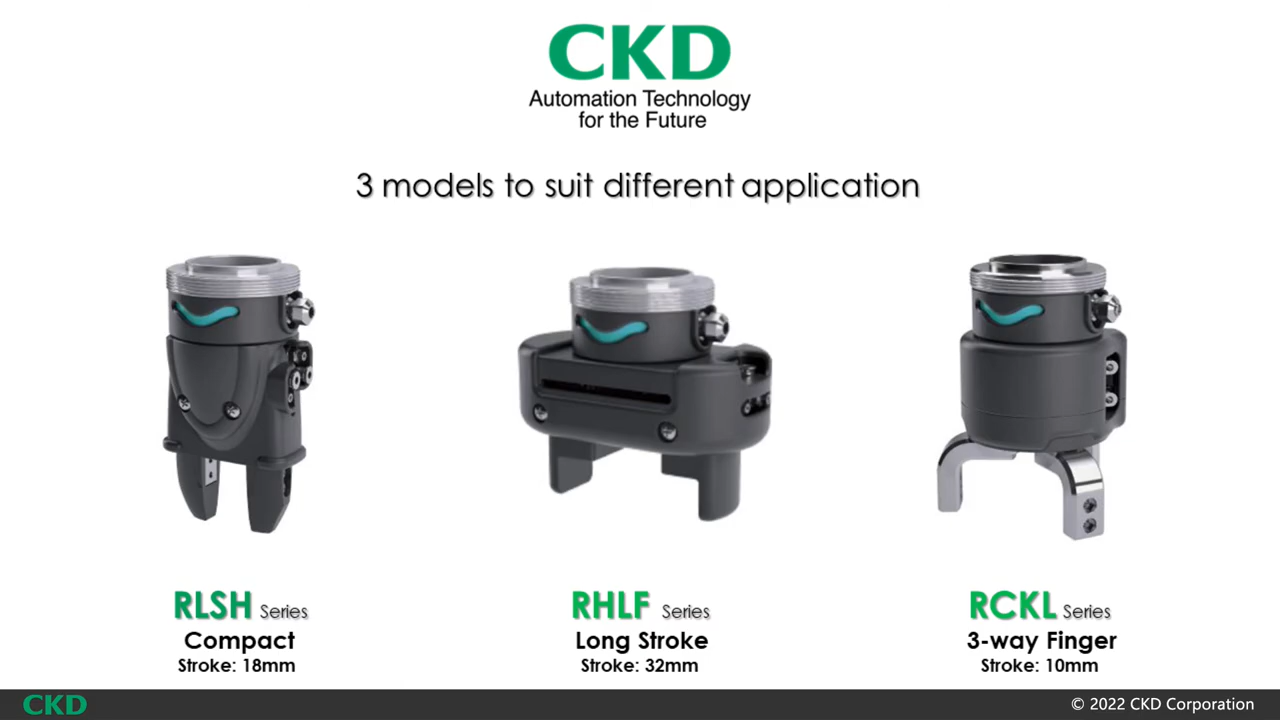 CKD
Automation Technology
for the Future
3 models to suit different application
RLSH Series
Compact
Stroke: 18mm
RHLF Series
Long Stroke
Stroke: 32mm
RCKL Series
3-way Finger
Stroke: 10mm
CKD
© 2022 CKD Corporation